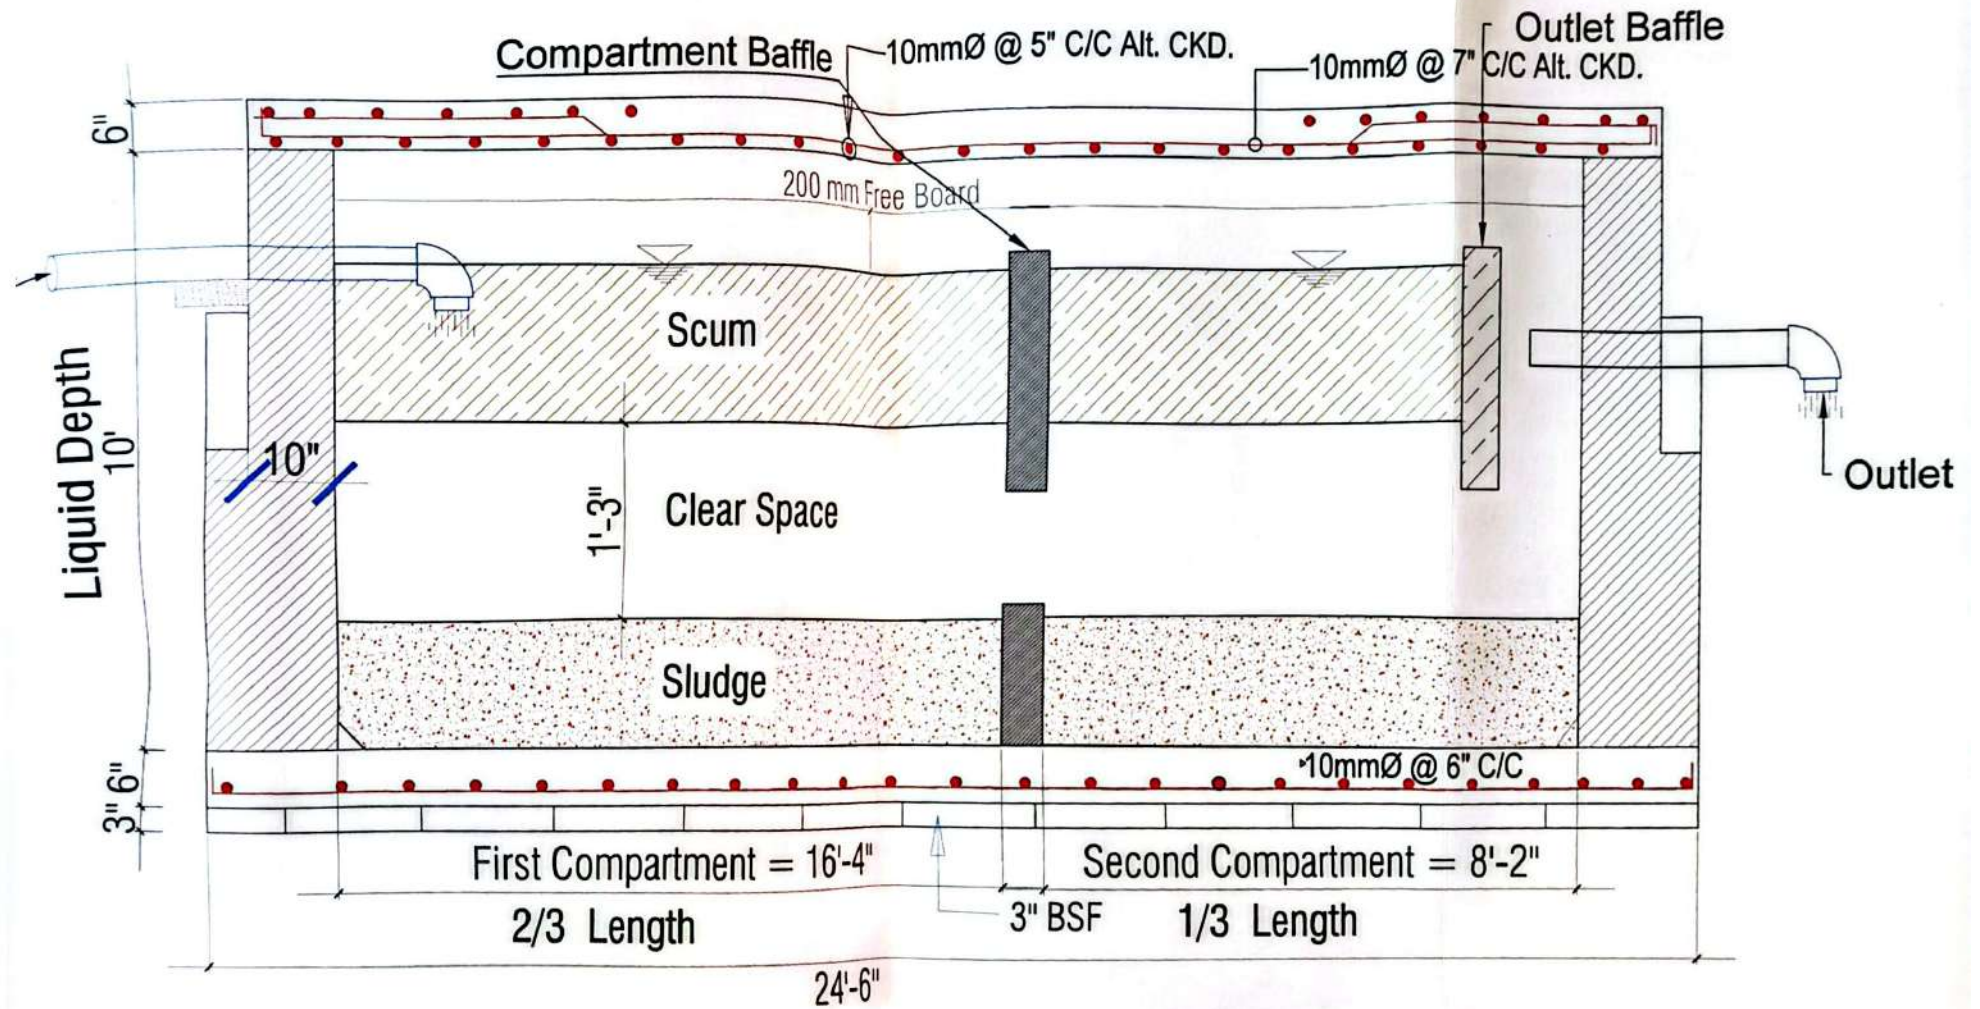 Outlet Baffle
Compartment Baffle
10mmØ @ 5" C/C Alt. CKD.
10mmØ @ 7" C/C Alt. CKD.
6"
200 mm Free Board
Scum
Liquid Depth
10'
10"
Outlet
1'-3"
Clear Space
Sludge
10mmØ @ 6" C/C
6"
3"
First Compartment = 16'-4"
Second Compartment = 8'-2"
2/3 Length
3" BSF
1/3 Length
24'-6"